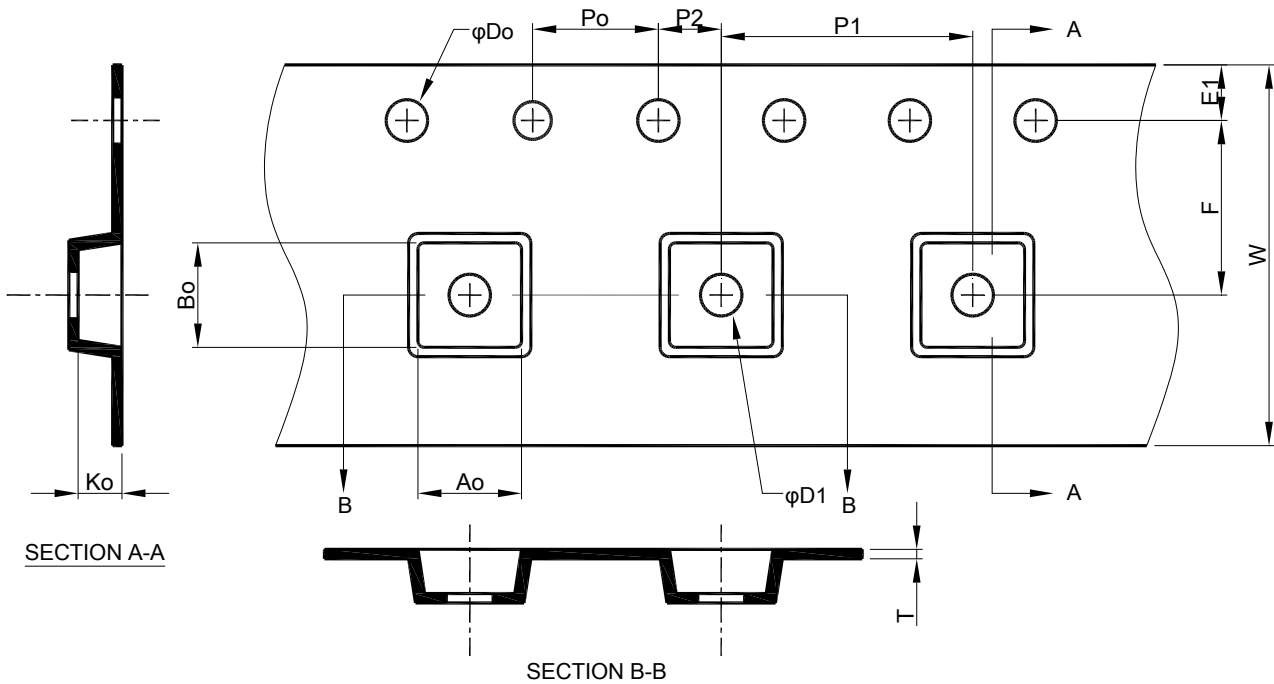 φDo
Po
P2
P1
A
E1
F
W
Bo
Ko
B
Ao
φD1
B
A
SECTION A-A
T
SECTION B-B